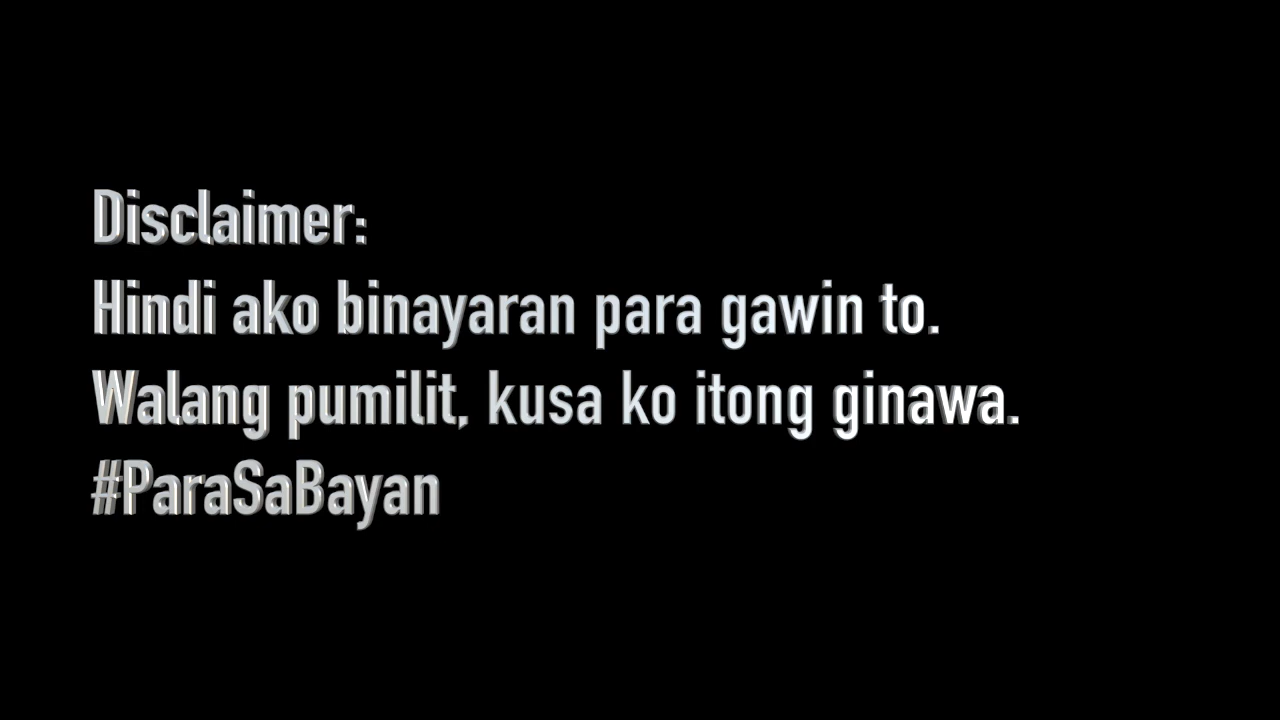 Disclaimer:
Hindi ako binayaran para gawin to.
Walang pumilit, kusa ko itong ginawa.
#ParaSaBayan